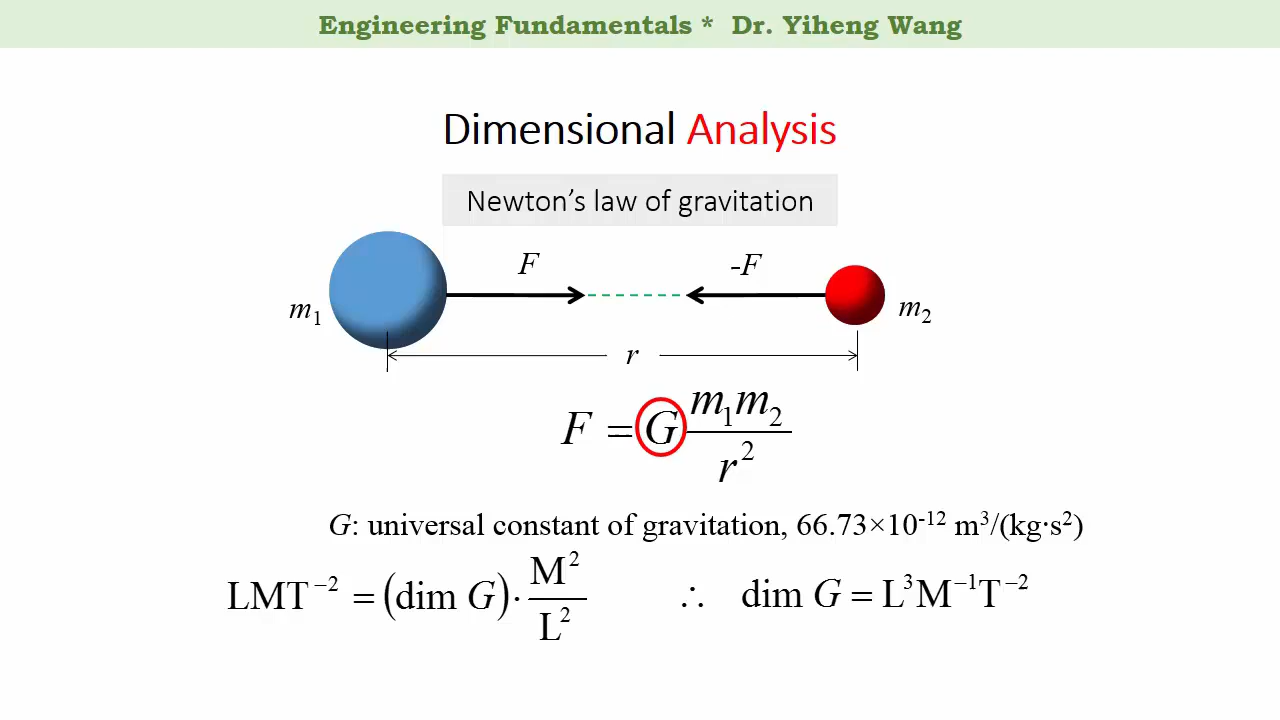 Engineering Fundamentals * Dr. Yiheng Wang
Dimensional Analysis
Newton’s law of gravitation
F
-F
m₁
m₂
r
F = G m₁m₂ / r²
G: universal constant of gravitation, 66.73×10⁻¹² m³/(kg·s²)
LMT⁻² = (dim G)· M² / L² ∴ dim G = L³M⁻¹T⁻²